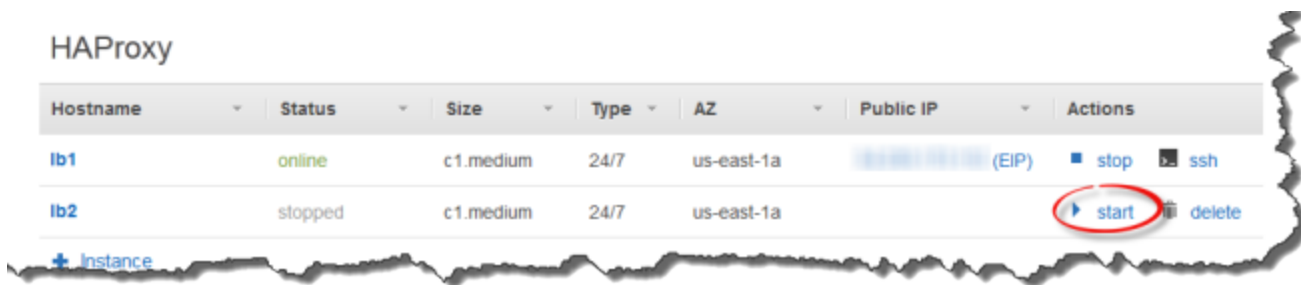 HAProxy
Hostname Status Size Type AZ Public IP Actions
lb1 online c1.medium 24/7 us-east-1a (EIP) stop ssh
lb2 stopped c1.medium 24/7 us-east-1a start delete
Instance